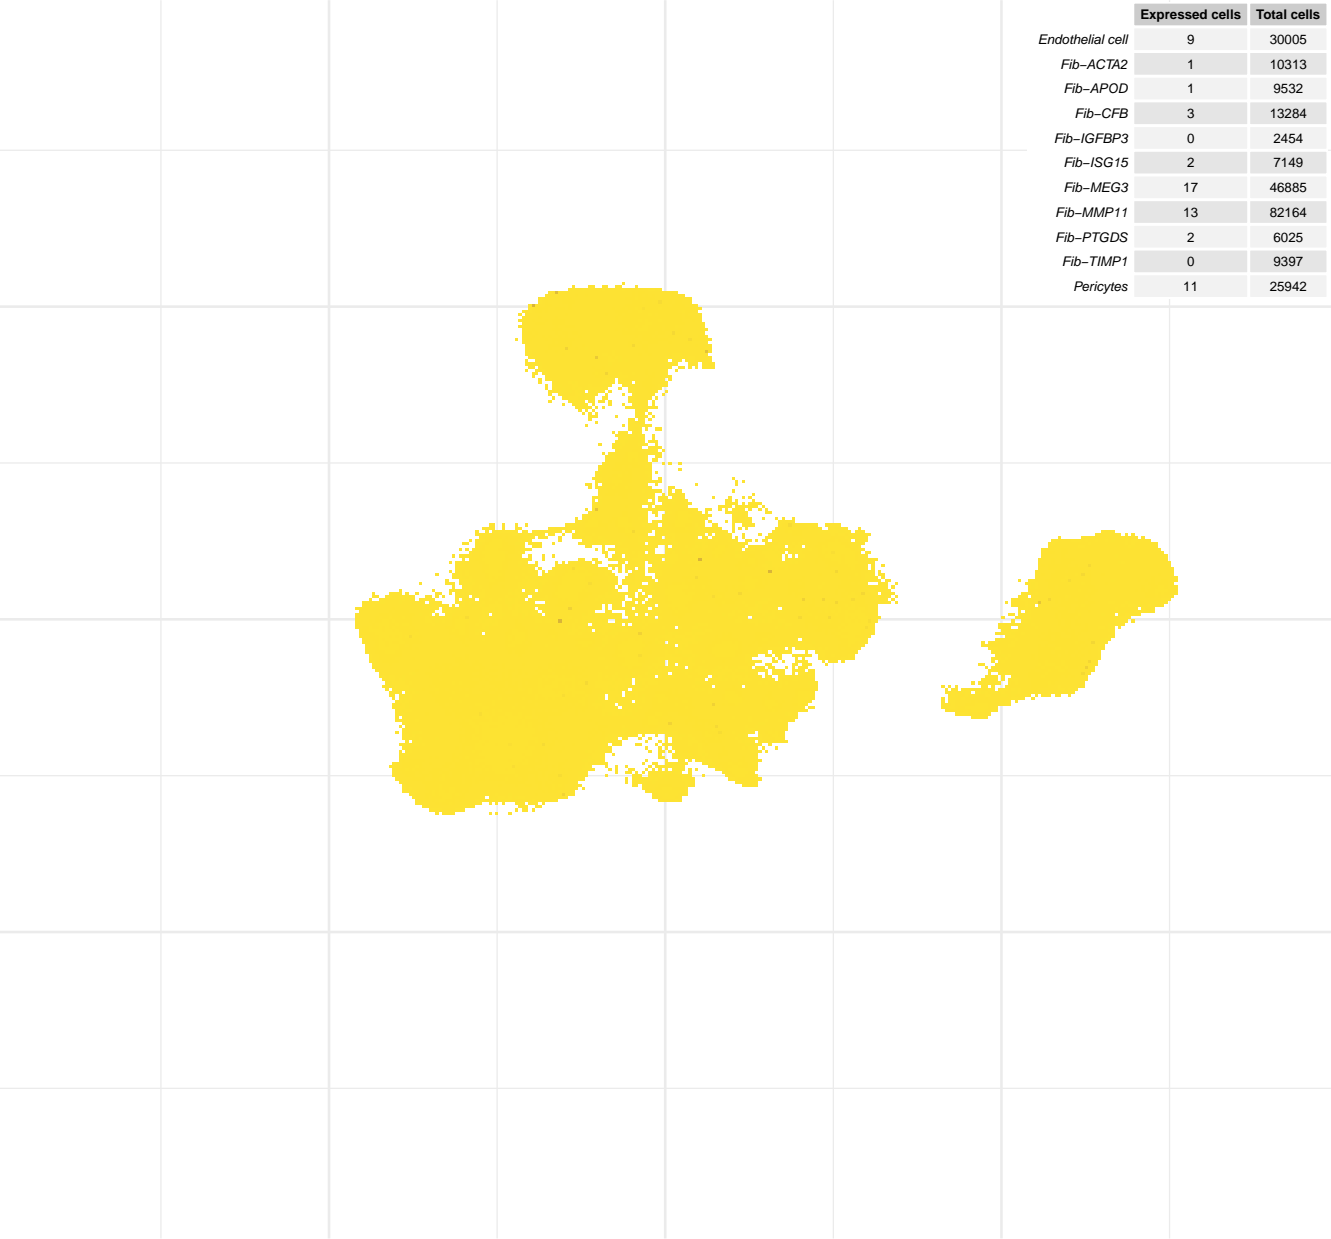 Expressed cells Total cells
Endothelial cell 9 30005
Fib−ACTA2 1 10313
Fib−APOD 1 9532
Fib−CFB 3 13284
Fib−IGFBP3 0 2454
Fib−ISG15 2 7149
Fib−MEG3 17 46885
Fib−MMP11 13 82164
Fib−PTGDS 2 6025
Fib−TIMP1 0 9397
Pericytes 11 25942